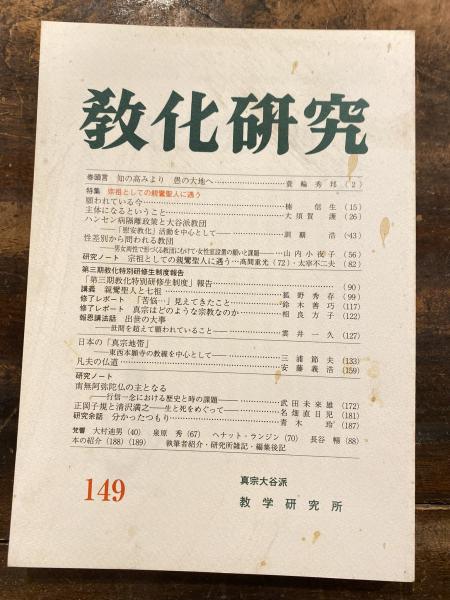 教化研究
巻頭言 知の高みより 愚の大地へ…………蓑輪秀邦(2)
特集 宗祖としての親鸞聖人に遇う
願われている今…………楠 信生(15)
主体になるということ…………大須賀 護(26)
ハンセン病隔離政策と大谷派教団
――「慰安教化」活動を中心として――…………訓覇 浩(43)
性差別から問われる教団
――男女両性で形づくる教団にむけて・女性室設置の願いと課題――…山内小夜子(56)
研究ノート 宗祖としての親鸞聖人に遇う…高間重光(72)・太宰不二夫(82)
第三期教化特別研修生制度報告
「第三期教化特別研修生制度」報告…………(90)
講義 親鸞聖人と七祖…………狐野秀存(99)
修了レポート 「苦悩…」見えてきたこと…………鈴木善巧(117)
修了レポート 真宗はどのような宗教なのか…………相良方子(122)
報恩講法話 出世の大事
――世間を超えて願われていること――…………雲井一久(127)
日本の「真宗地帯」
――東西本願寺の教線を中心として――…………三浦節夫(133)
凡夫の仏道…………安藤義浩(159)
研究ノート
南無阿弥陀仏の主となる
――行信一念における歴史と時の課題――…………武田未来雄(172)
正岡子規と清沢満之――生と死をめぐって――…………名畑直日児(181)
研究余話 分かったつもり…………青木 玲(187)
梵響 大村迪男(40) 泉原 秀(67) ヘナット・ランジン(70) 長谷 暢(88)
本の紹介(188)(189) 執筆者紹介・研究所雑記・編集後記
149
真宗大谷派
教学研究所